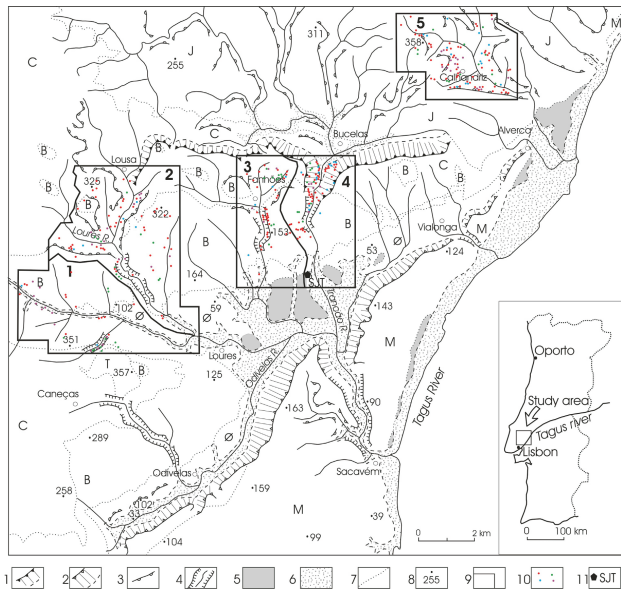 311
5
M
358
J
J
J
C
255
Calhandriz
C
Bucelas
J
Alverca
Lousa
B
2
3
Fanhões
4
B
B
C
B
B
325
B
B
322
B
Loures R.
B
153
B
Vialonga
M
1
B
164
53
Ø
124
B
SJT
102
Ø
59
Ø
Trancão R.
143
351
Loures
T
357
B
125
Odivelas R.
M
Tagus River
Oporto
Caneças
163
90
Study area
C
289
Ø
Tagus river
Lisbon
B
Odivelas
Sacavém
258
102
33
159
M
39
104
99
0 2 km
0 100 km
1 2 3 4 5 6 7 8 255 9 10 11 SJT